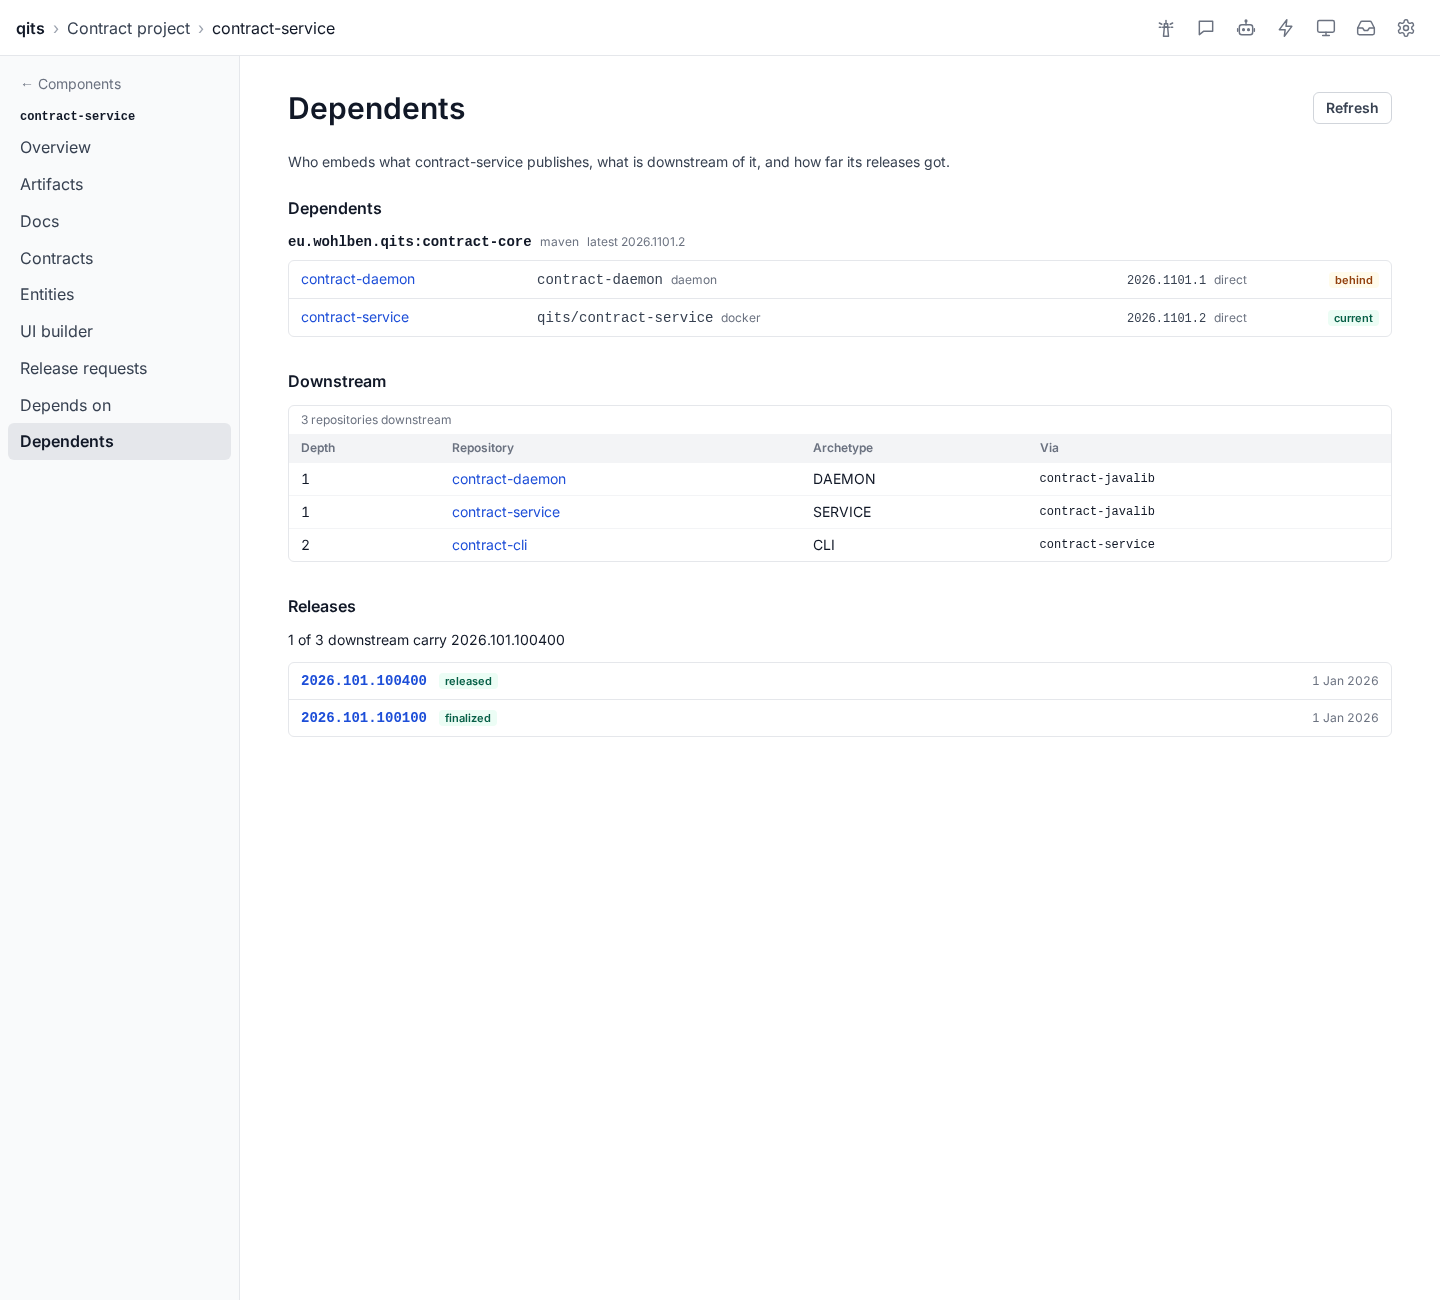 qits › Contract project › contract-service
← Components
contract-service
Overview
Artifacts
Docs
Contracts
Entities
UI builder
Release requests
Depends on
Dependents
Dependents
Refresh
Who embeds what contract-service publishes, what is downstream of it, and how far its releases got.
Dependents
eu.wohlben.qits:contract-core maven latest 2026.1101.2
contract-daemon contract-daemon daemon 2026.1101.1 direct behind
contract-service qits/contract-service docker 2026.1101.2 direct current
Downstream
3 repositories downstream
Depth Repository Archetype Via
1 contract-daemon DAEMON contract-javalib
1 contract-service SERVICE contract-javalib
2 contract-cli CLI contract-service
Releases
1 of 3 downstream carry 2026.101.100400
2026.101.100400 released 1 Jan 2026
2026.101.100100 finalized 1 Jan 2026